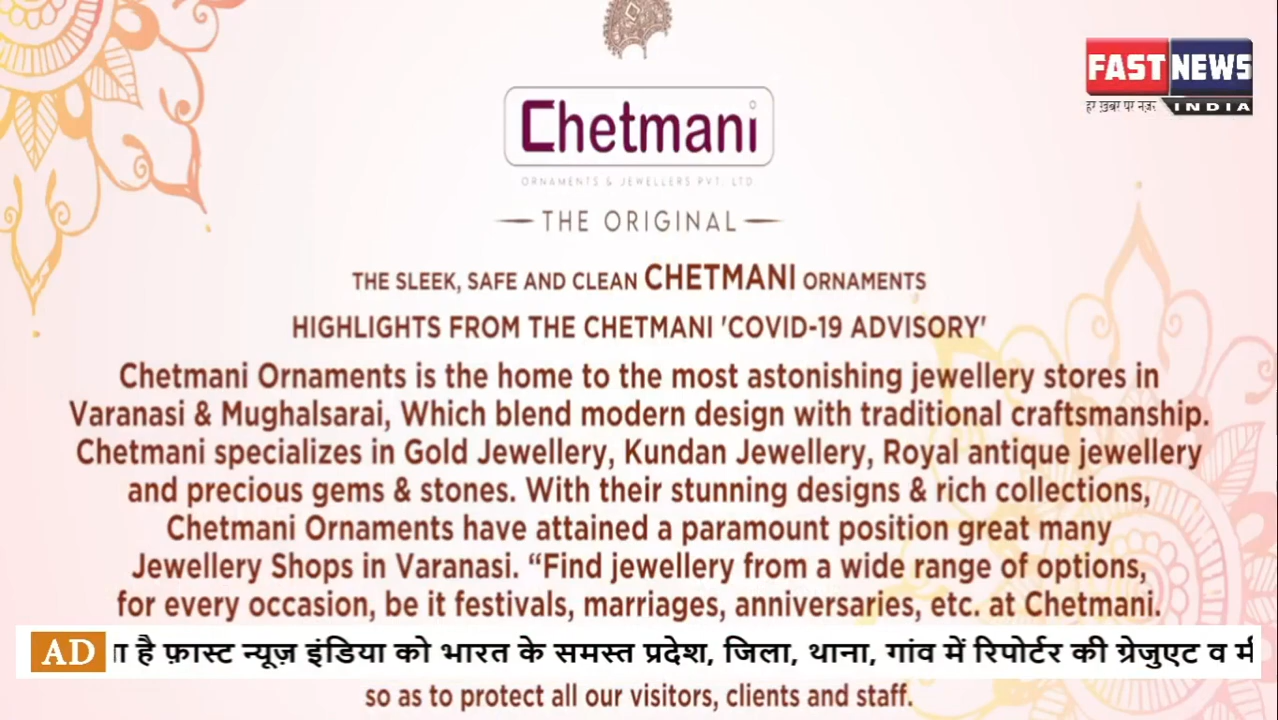 FAST NEWS
हर ख़बर पर नज़र INDIA
Chetmani
ORNAMENTS & JEWELLERS PVT. LTD
THE ORIGINAL
THE SLEEK, SAFE AND CLEAN CHETMANI ORNAMENTS
HIGHLIGHTS FROM THE CHETMANI 'COVID-19 ADVISORY'
Chetmani Ornaments is the home to the most astonishing jewellery stores in
Varanasi & Mughalsarai, Which blend modern design with traditional craftsmanship.
Chetmani specializes in Gold Jewellery, Kundan Jewellery, Royal antique jewellery
and precious gems & stones. With their stunning designs & rich collections,
Chetmani Ornaments have attained a paramount position great many
Jewellery Shops in Varanasi. “Find jewellery from a wide range of options,
for every occasion, be it festivals, marriages, anniversaries, etc. at Chetmani.
AD है फ़ास्ट न्यूज़ इंडिया को भारत के समस्त प्रदेश, जिला, थाना, गांव में रिपोर्टर की ग्रेजुएट व
so as to protect all our visitors, clients and staff.